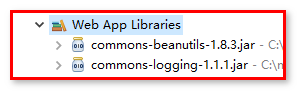 Web App Libraries
commons-beanutils-1.8.3.jar - C:\
commons-logging-1.1.1.jar - C:\